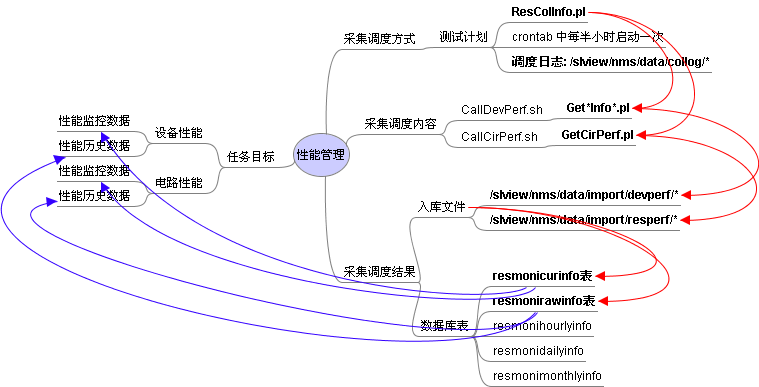 性能管理
任务目标
设备性能
性能监控数据
性能历史数据
电路性能
性能监控数据
性能历史数据
采集调度方式
测试计划
ResCollnfo.pl
crontab 中每半小时启动一次
调度日志: /slview/nms/data/collog/*
采集调度内容
CallDevPerf.sh
Get*Info*.pl
CallCirPerf.sh
GetCirPerf.pl
采集调度结果
入库文件
/slview/nms/data/import/devperf/*
/slview/nms/data/import/resperf/*
数据库表
resmonicurinfo表
resmonirawinfo表
resmonihourlyinfo
resmonidailyinfo
resmonimonthlyinfo